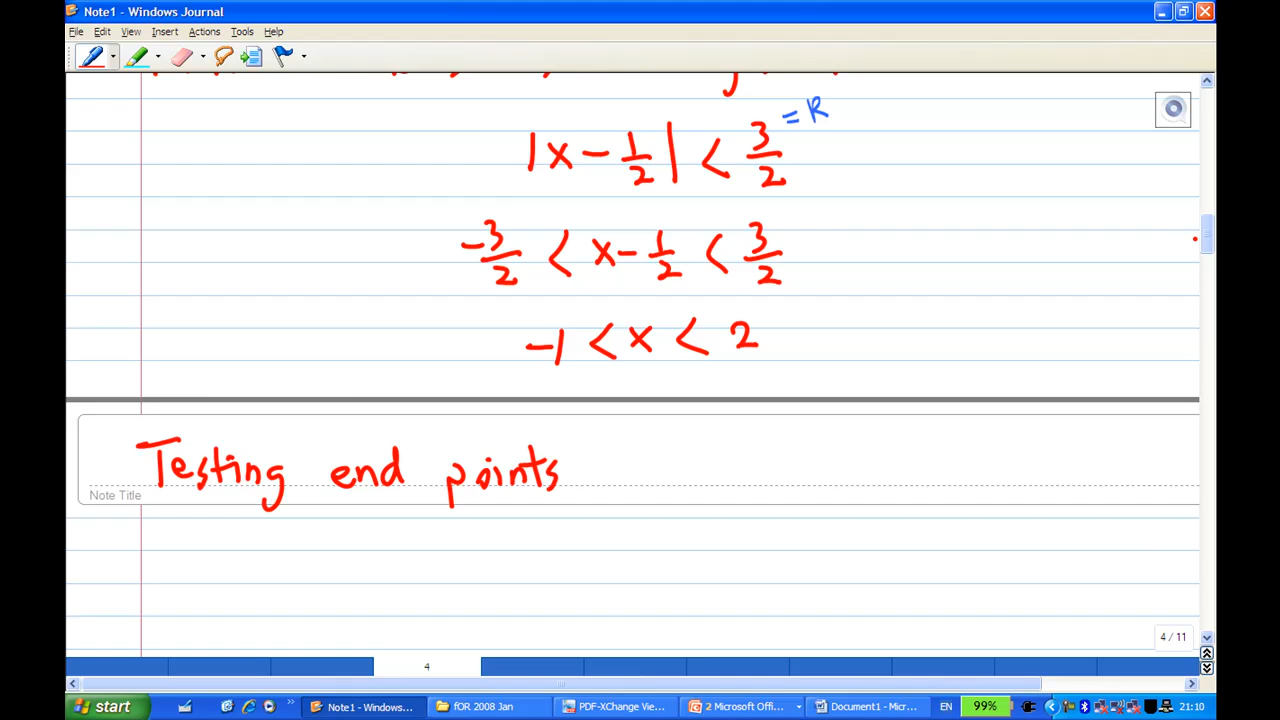 Note1 - Windows Journal
File Edit View Insert Actions Tools Help
= R
|x - 1/2| < 3/2
-3/2 < x - 1/2 < 3/2
-1 < x < 2
Testing end points
Note Title
4 / 11
4
start
Note1 - Windows...
fOR 2008 Jan
PDF-XChange Vie...
2 Microsoft Offi...
Document1 - Micr...
EN
99%
21:10